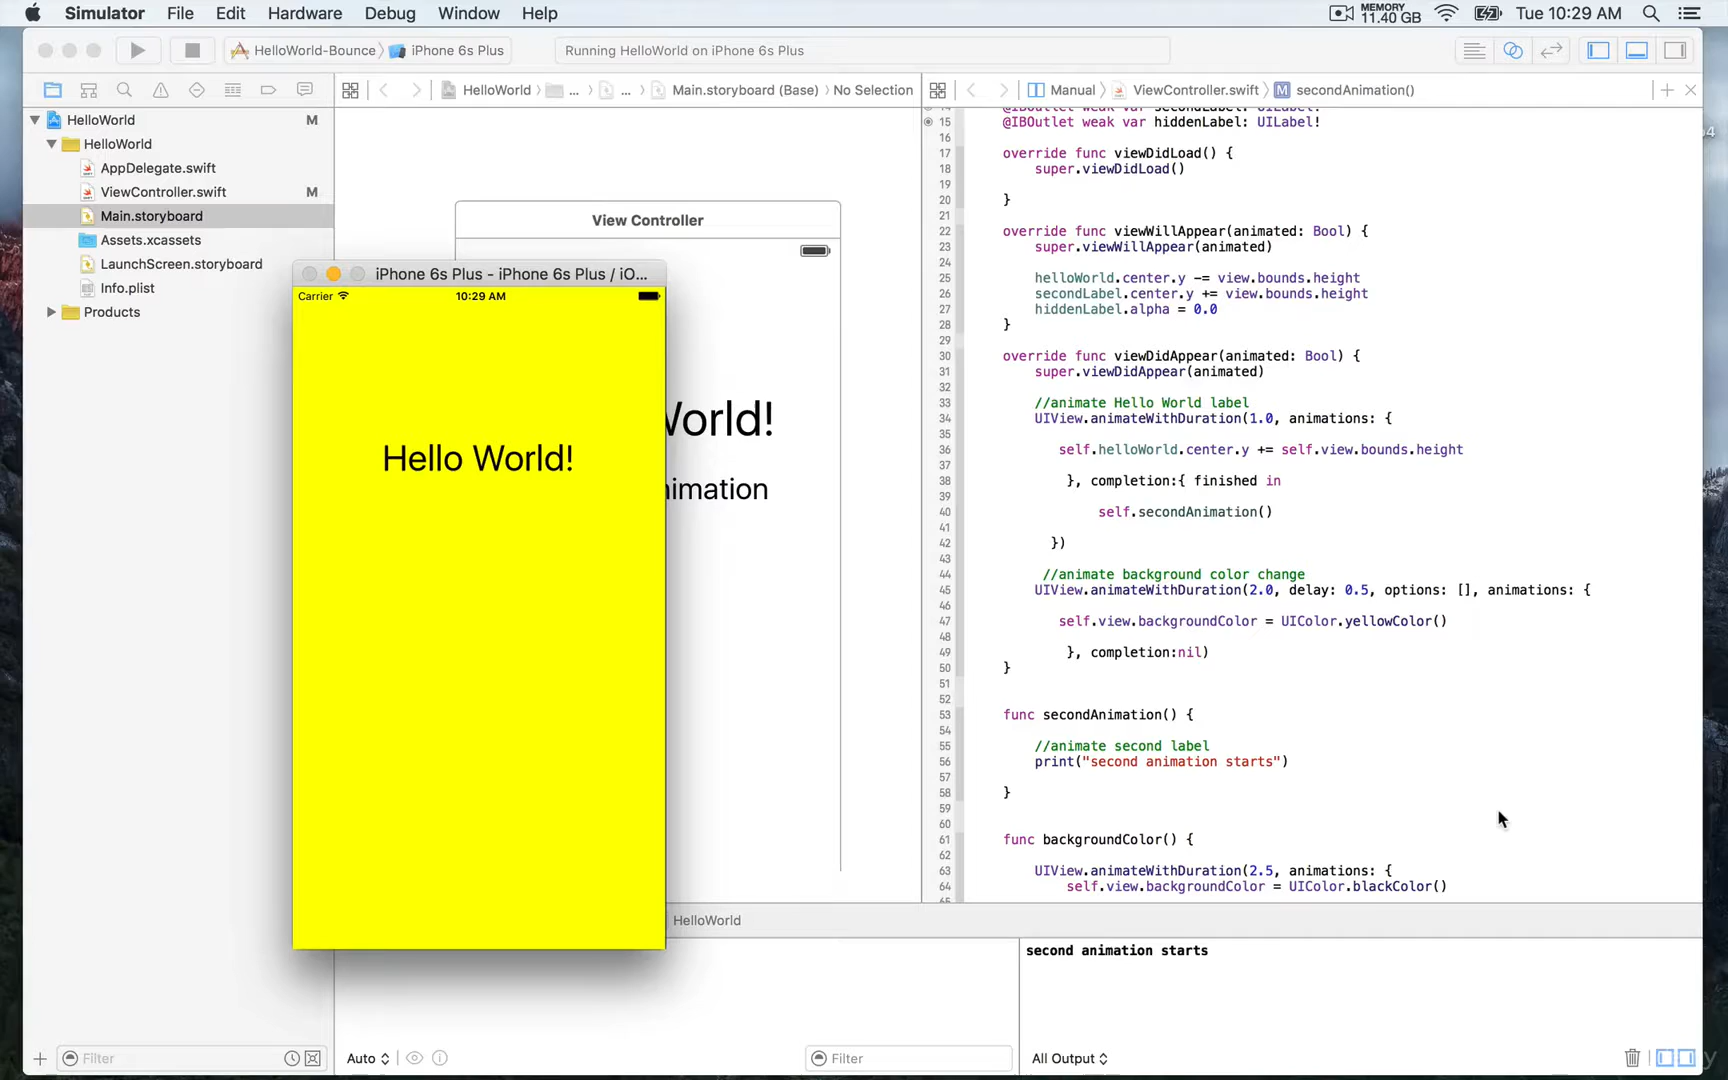 Simulator File Edit Hardware Debug Window Help
MEMORY
11.40 GB
Tue 10:29 AM
HelloWorld-Bounce iPhone 6s Plus
Running HelloWorld on iPhone 6s Plus
HelloWorld ... ... Main.storyboard (Base) No Selection
Manual ViewController.swift M secondAnimation()
HelloWorld M
HelloWorld
AppDelegate.swift
ViewController.swift M
Main.storyboard
Assets.xcassets
LaunchScreen.storyboard
Info.plist
Products
View Controller
World!
nimation
iPhone 6s Plus - iPhone 6s Plus / iO...
Carrier 10:29 AM
Hello World!
15 @IBOutlet weak var hiddenLabel: UILabel!
16
17 override func viewDidLoad() {
18 super.viewDidLoad()
19
20 }
21
22 override func viewWillAppear(animated: Bool) {
23 super.viewWillAppear(animated)
24
25 helloWorld.center.y -= view.bounds.height
26 secondLabel.center.y += view.bounds.height
27 hiddenLabel.alpha = 0.0
28 }
29
30 override func viewDidAppear(animated: Bool) {
31 super.viewDidAppear(animated)
32
33 //animate Hello World label
34 UIView.animateWithDuration(1.0, animations: {
35
36 self.helloWorld.center.y += self.view.bounds.height
37
38 }, completion:{ finished in
39
40 self.secondAnimation()
41
42 })
43
44 //animate background color change
45 UIView.animateWithDuration(2.0, delay: 0.5, options: [], animations: {
46
47 self.view.backgroundColor = UIColor.yellowColor()
48
49 }, completion:nil)
50 }
51
52
53 func secondAnimation() {
54
55 //animate second label
56 print("second animation starts")
57
58 }
59
60
61 func backgroundColor() {
62
63 UIView.animateWithDuration(2.5, animations: {
64 self.view.backgroundColor = UIColor.blackColor()
HelloWorld
second animation starts
Filter
Auto
Filter
All Output